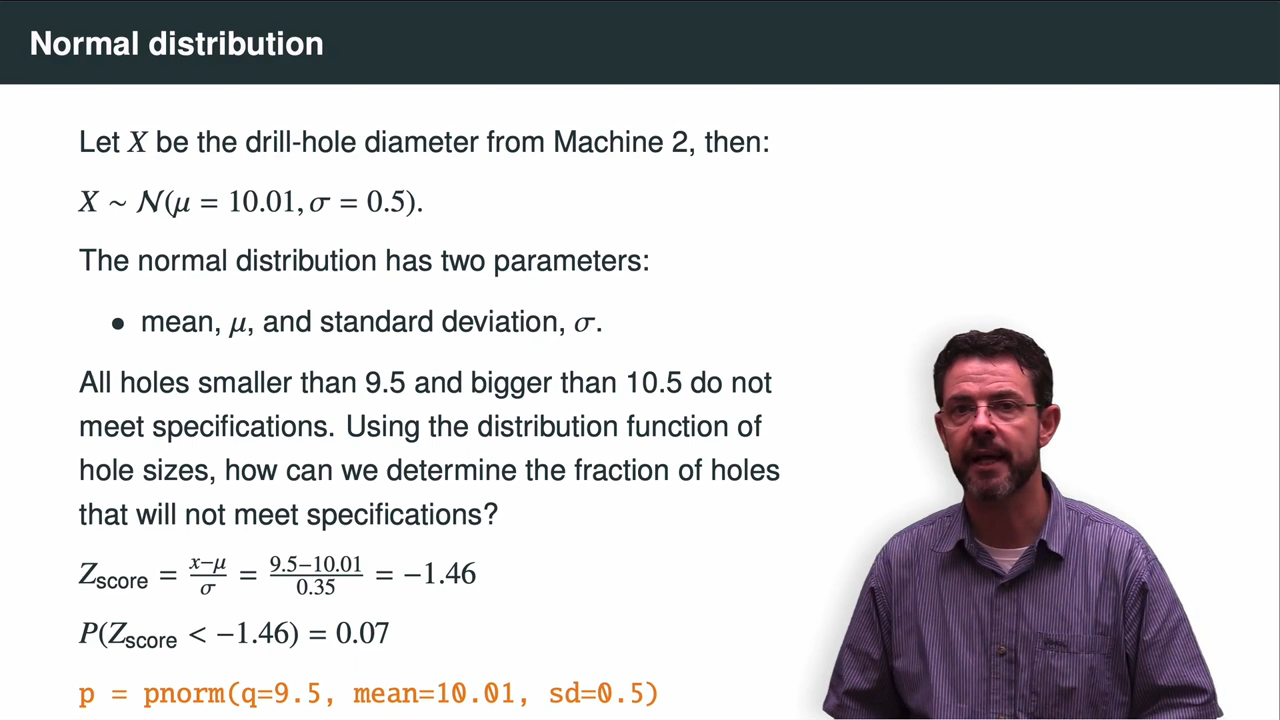 Normal distribution
Let X be the drill-hole diameter from Machine 2, then:
X ∼ N(μ = 10.01, σ = 0.5).
The normal distribution has two parameters:
• mean, μ, and standard deviation, σ.
All holes smaller than 9.5 and bigger than 10.5 do not
meet specifications. Using the distribution function of
hole sizes, how can we determine the fraction of holes
that will not meet specifications?
Zscore = x−μ/σ = 9.5−10.01/0.35 = −1.46
P(Zscore < −1.46) = 0.07
p = pnorm(q=9.5, mean=10.01, sd=0.5)